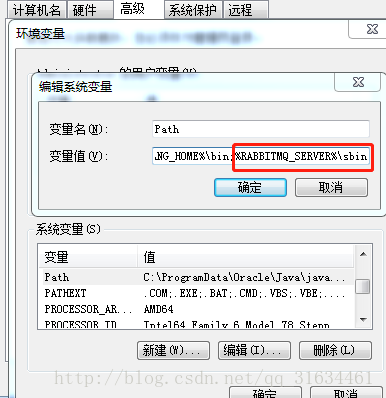 计算机名 硬件 高级 系统保护 远程
环境变量
的用户变量(U)
编辑系统变量
变量名(N): Path
变量值(V): NG_HOME%\bin;%RABBITMQ_SERVER%\sbin
确定 取消
系统变量(S)
变量 值
Path C:\ProgramData\Oracle\Java\java...
PATHEXT .COM;.EXE;.BAT;.CMD;.VBS;.VBE;....
PROCESSOR_AR... AMD64
PROCESSOR_ID Intel64 Family 6 Model 78 Stepp
新建(W)... 编辑(I)... 删除(L)
http://blog.csdn.net/qq_31634461
确定 取消